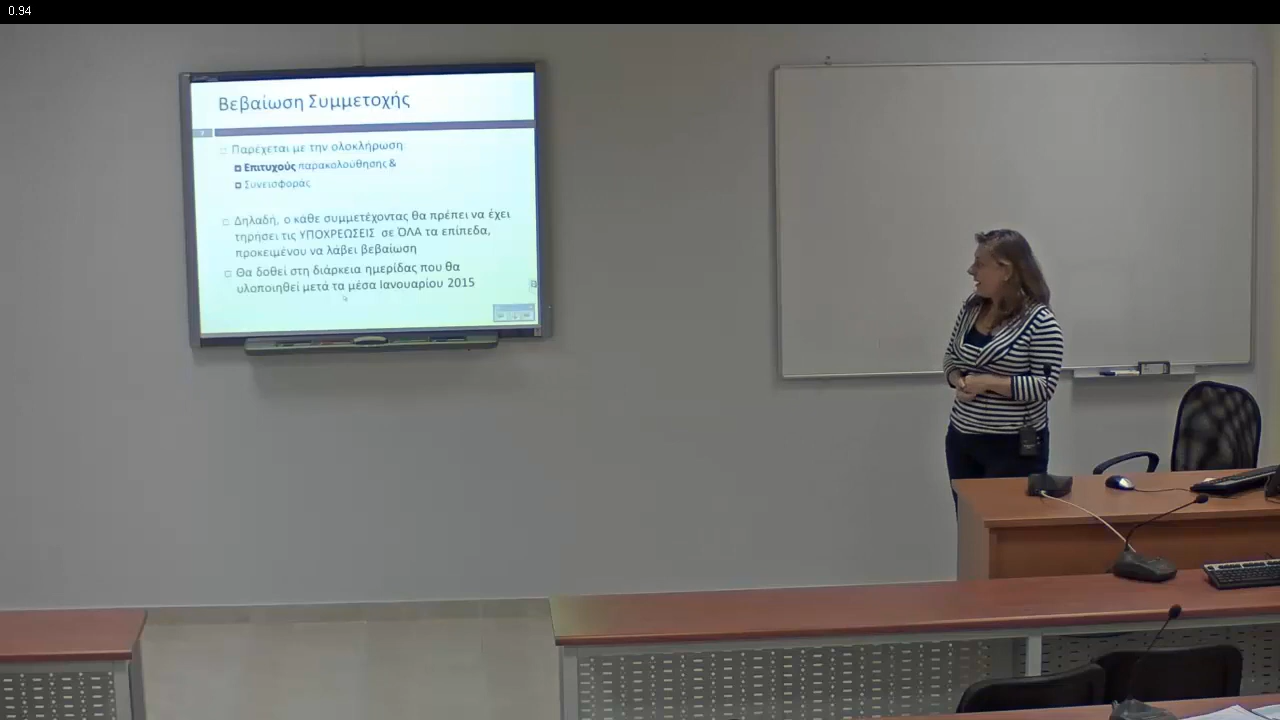 0.94
Βεβαίωση Συμμετοχής
7
Παρέχεται με την ολοκλήρωση
Επιτυχούς παρακολούθησης &
Συνεισφοράς
Δηλαδή, ο κάθε συμμετέχοντας θα πρέπει να έχει
τηρήσει τις ΥΠΟΧΡΕΩΣΕΙΣ σε ΌΛΑ τα επίπεδα,
προκειμένου να λάβει βεβαίωση
Θα δοθεί στη διάρκεια ημερίδας που θα
υλοποιηθεί μετά τα μέσα Ιανουαρίου 2015